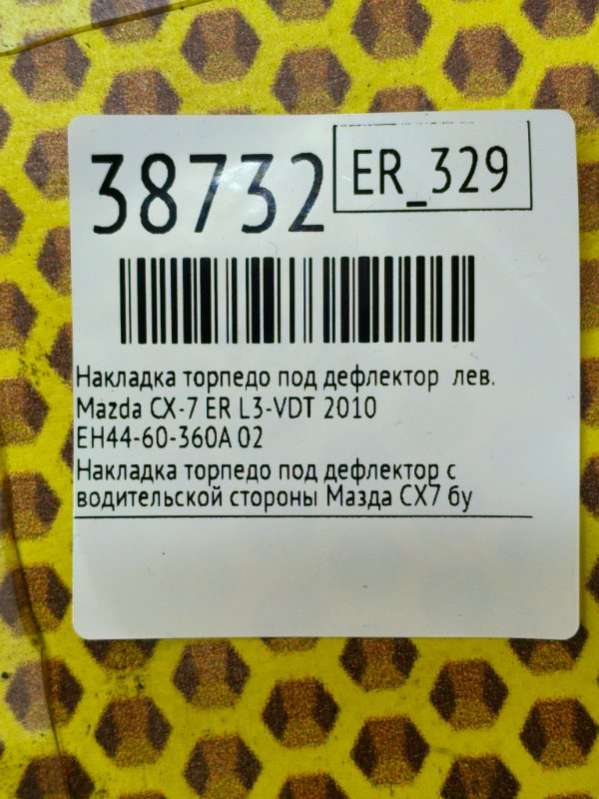 38732
ER_329
Накладка торпедо под дефлектор лев.
Mazda CX-7 ER L3-VDT 2010
EH44-60-360A 02
Накладка торпедо под дефлектор с
водительской стороны Мазда СХ7 бу